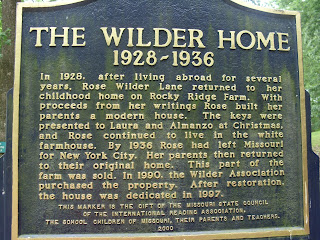 THE WILDER HOME
1928-1936
In 1928, after living abroad for several
years, Rose Wilder Lane returned to her
childhood home on Rocky Ridge Farm. With
proceeds from her writings Rose built her
parents a modern house. The keys were
presented to Laura and Almanzo at Christmas,
and Rose continued to live in the white
farmhouse. By 1936 Rose had left Missouri
for New York City. Her parents then returned
to their original home. This part of the
farm was sold. In 1990, the Wilder Association
purchased the property. After restoration,
the house was dedicated in 1997.
THIS MARKER IS THE GIFT OF THE MISSOURI STATE COUNCIL
OF THE INTERNATIONAL READING ASSOCIATION,
THE SCHOOL CHILDREN OF MISSOURI, THEIR PARENTS AND TEACHERS.
2000